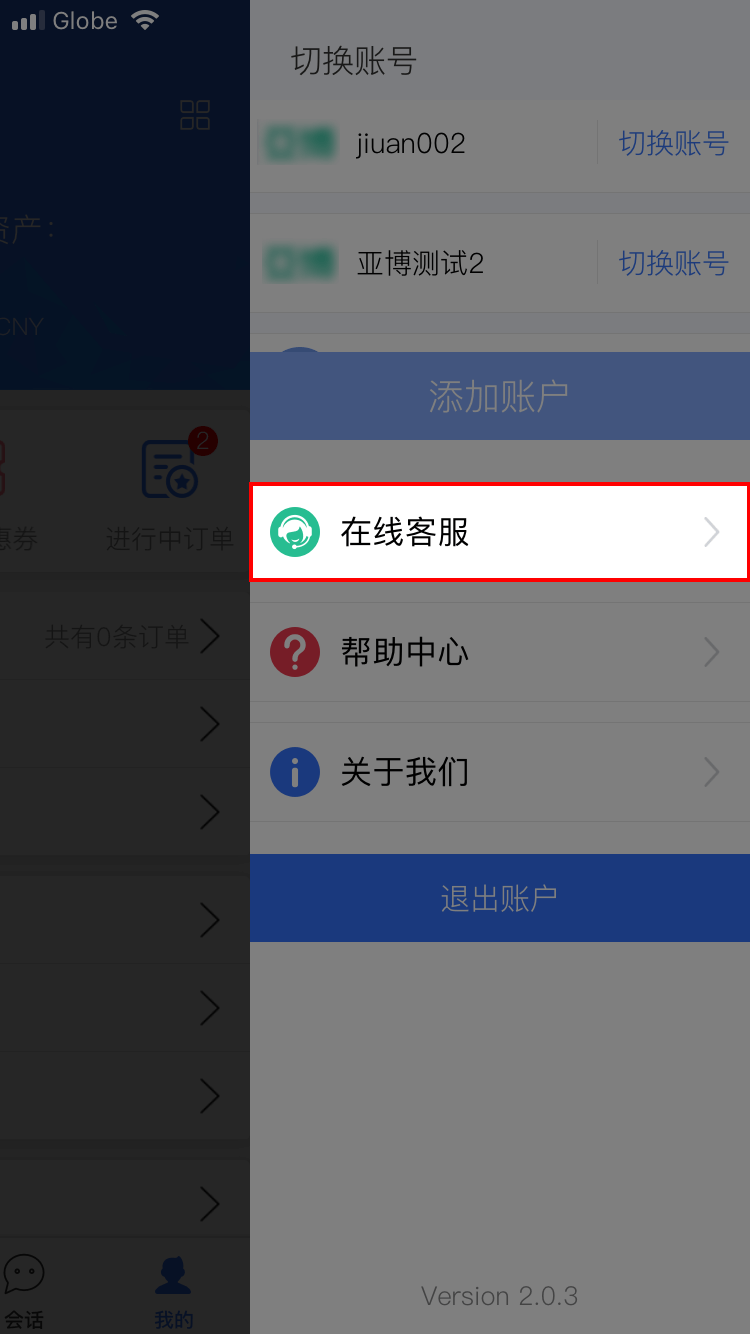 Globe
切换账号
jiuan002
切换账号
亚博测试2
切换账号
资产：
CNY
添加账户
2
惠券
进行中订单
在线客服
共有0条订单
帮助中心
关于我们
退出账户
Version 2.0.3
会话
我的